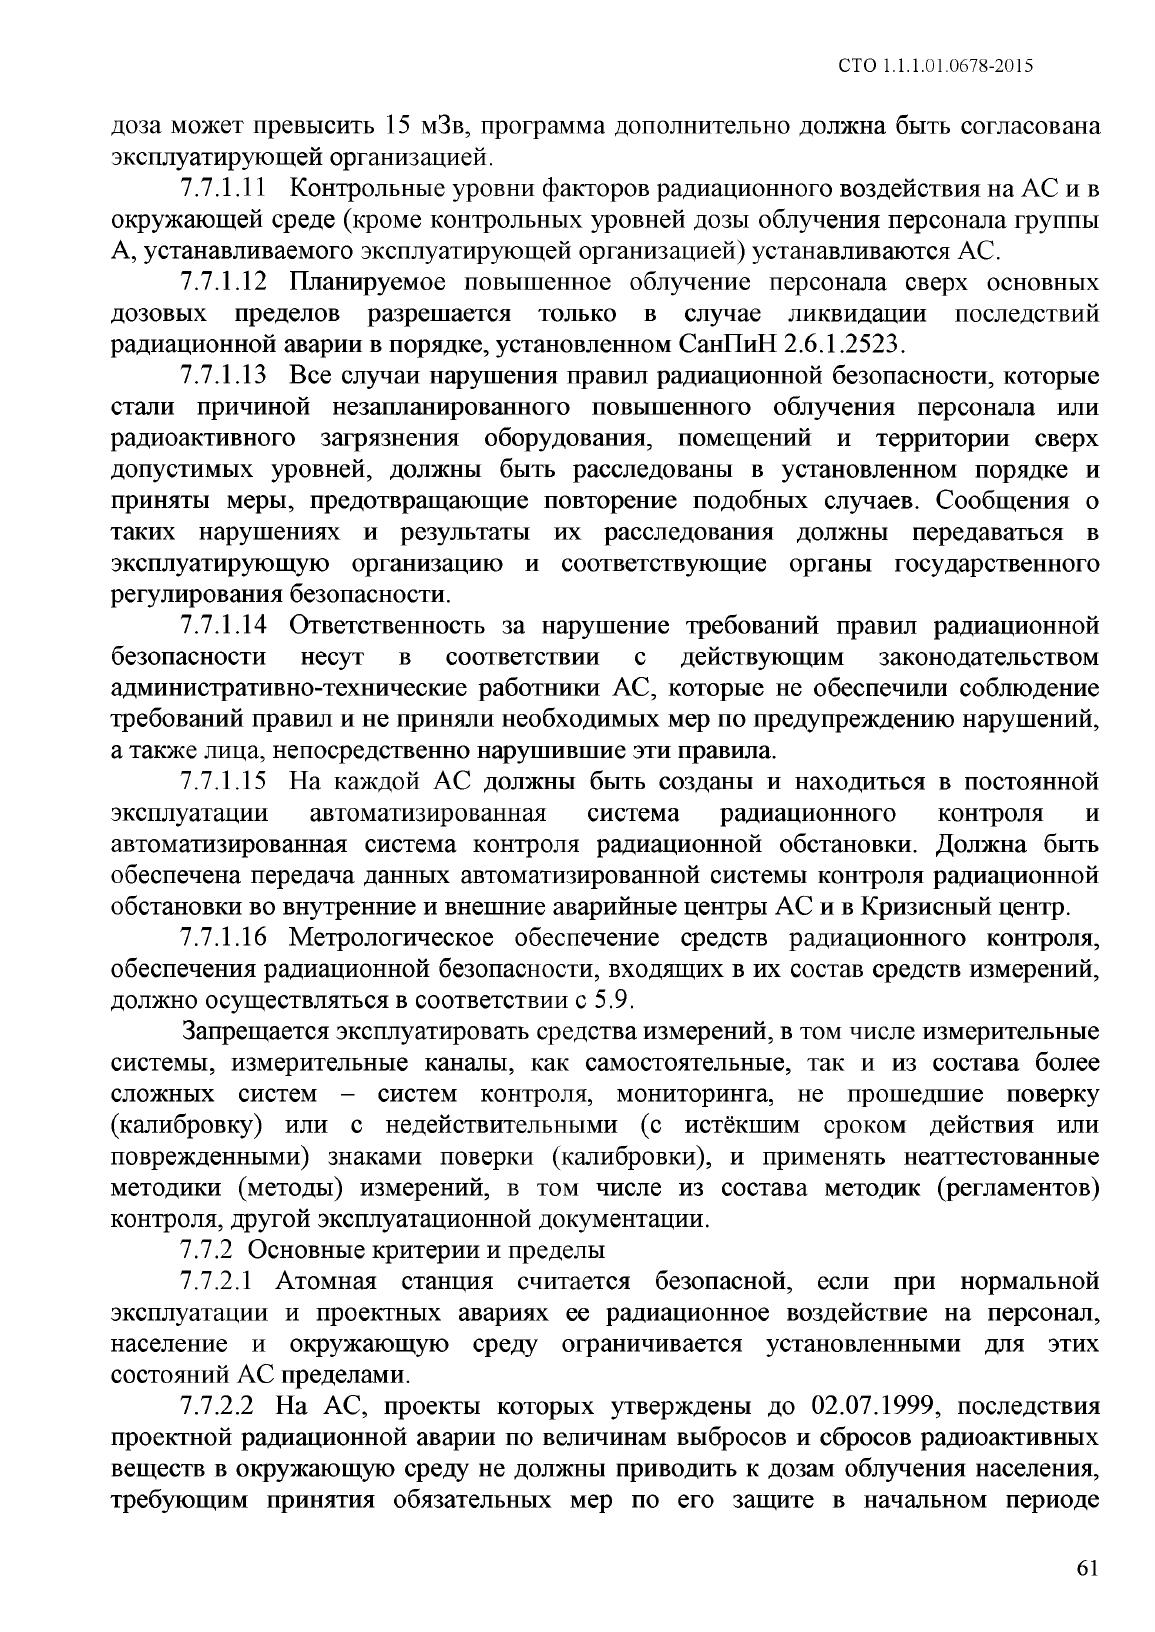 СТО 1.1.1.01.0678-2015
доза может превысить 15 мЗв, программа дополнительно должна быть согласована
эксплуатирующей организацией.
7.7.1.11 Контрольные уровни факторов радиационного воздействия на АС и в
окружающей среде (кроме контрольных уровней дозы облучения персонала группы
А, устанавливаемого эксплуатирующей организацией) устанавливаются АС.
7.7.1.12 Планируемое повышенное облучение персонала сверх основных
дозовых пределов разрешается только в случае ликвидации последствий
радиационной аварии в порядке, установленном СанПиН 2.6.1.2523.
7.7.1.13 Все случаи нарушения правил радиационной безопасности, которые
стали причиной незапланированного повышенного облучения персонала или
радиоактивного загрязнения оборудования, помещений и территории сверх
допустимых уровней, должны быть расследованы в установленном порядке и
приняты меры, предотвращающие повторение подобных случаев. Сообщения о
таких нарушениях и результаты их расследования должны передаваться в
эксплуатирующую организацию и соответствующие органы государственного
регулирования безопасности.
7.7.1.14 Ответственность за нарушение требований правил радиационной
безопасности несут в соответствии с действующим законодательством
административно-технические работники АС, которые не обеспечили соблюдение
требований правил и не приняли необходимых мер по предупреждению нарушений,
а также лица, непосредственно нарушившие эти правила.
7.7.1.15 На каждой АС должны быть созданы и находиться в постоянной
эксплуатации автоматизированная система радиационного контроля и
автоматизированная система контроля радиационной обстановки. Должна быть
обеспечена передача данных автоматизированной системы контроля радиационной
обстановки во внутренние и внешние аварийные центры АС и в Кризисный центр.
7.7.1.16 Метрологическое обеспечение средств радиационного контроля,
обеспечения радиационной безопасности, входящих в их состав средств измерений,
должно осуществляться в соответствии с 5.9.
Запрещается эксплуатировать средства измерений, в том числе измерительные
системы, измерительные каналы, как самостоятельные, так и из состава более
сложных систем – систем контроля, мониторинга, не прошедшие поверку
(калибровку) или с недействительными (с истёкшим сроком действия или
поврежденными) знаками поверки (калибровки), и применять неаттестованные
методики (методы) измерений, в том числе из состава методик (регламентов)
контроля, другой эксплуатационной документации.
7.7.2 Основные критерии и пределы
7.7.2.1 Атомная станция считается безопасной, если при нормальной
эксплуатации и проектных авариях ее радиационное воздействие на персонал,
население и окружающую среду ограничивается установленными для этих
состояний АС пределами.
7.7.2.2 На АС, проекты которых утверждены до 02.07.1999, последствия
проектной радиационной аварии по величинам выбросов и сбросов радиоактивных
веществ в окружающую среду не должны приводить к дозам облучения населения,
требующим принятия обязательных мер по его защите в начальном периоде
61